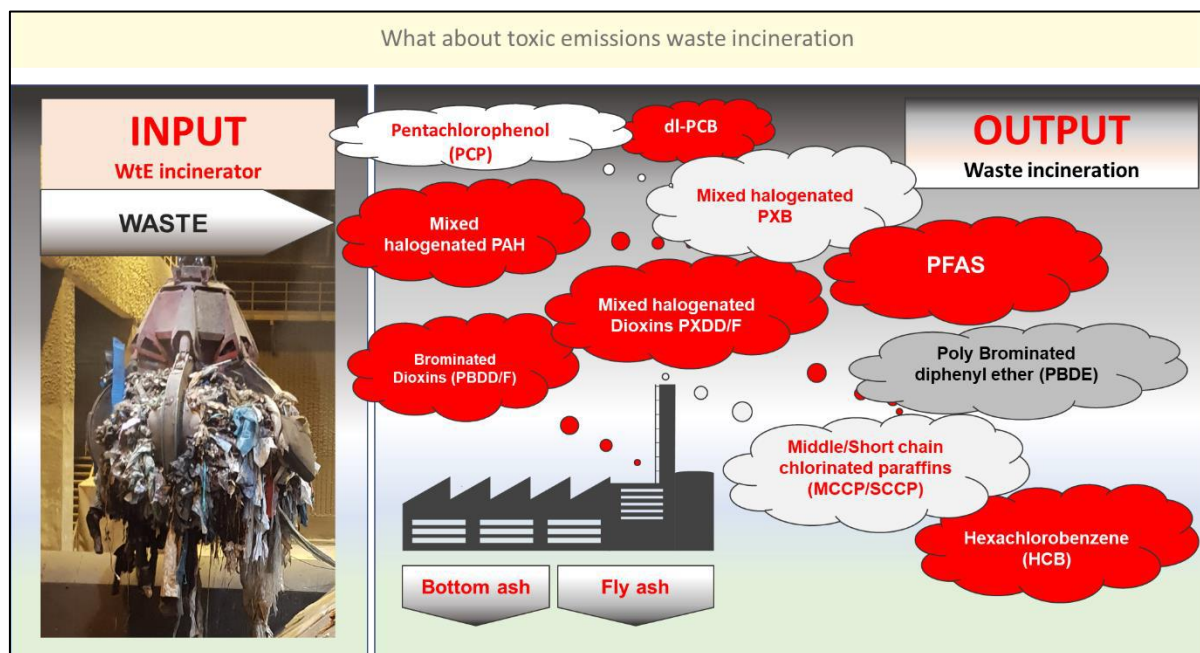 What about toxic emissions waste incineration
INPUT
WtE incinerator
WASTE
Pentachlorophenol
(PCP)
dl-PCB
Mixed halogenated
PXB
OUTPUT
Waste incineration
Mixed
halogenated PAH
PFAS
Mixed halogenated
Dioxins PXDD/F
Brominated
Dioxins (PBDD/F)
Poly Brominated
diphenyl ether (PBDE)
Middle/Short chain
chlorinated paraffins
(MCCP/SCCP)
Hexachlorobenzene
(HCB)
Bottom ash
Fly ash